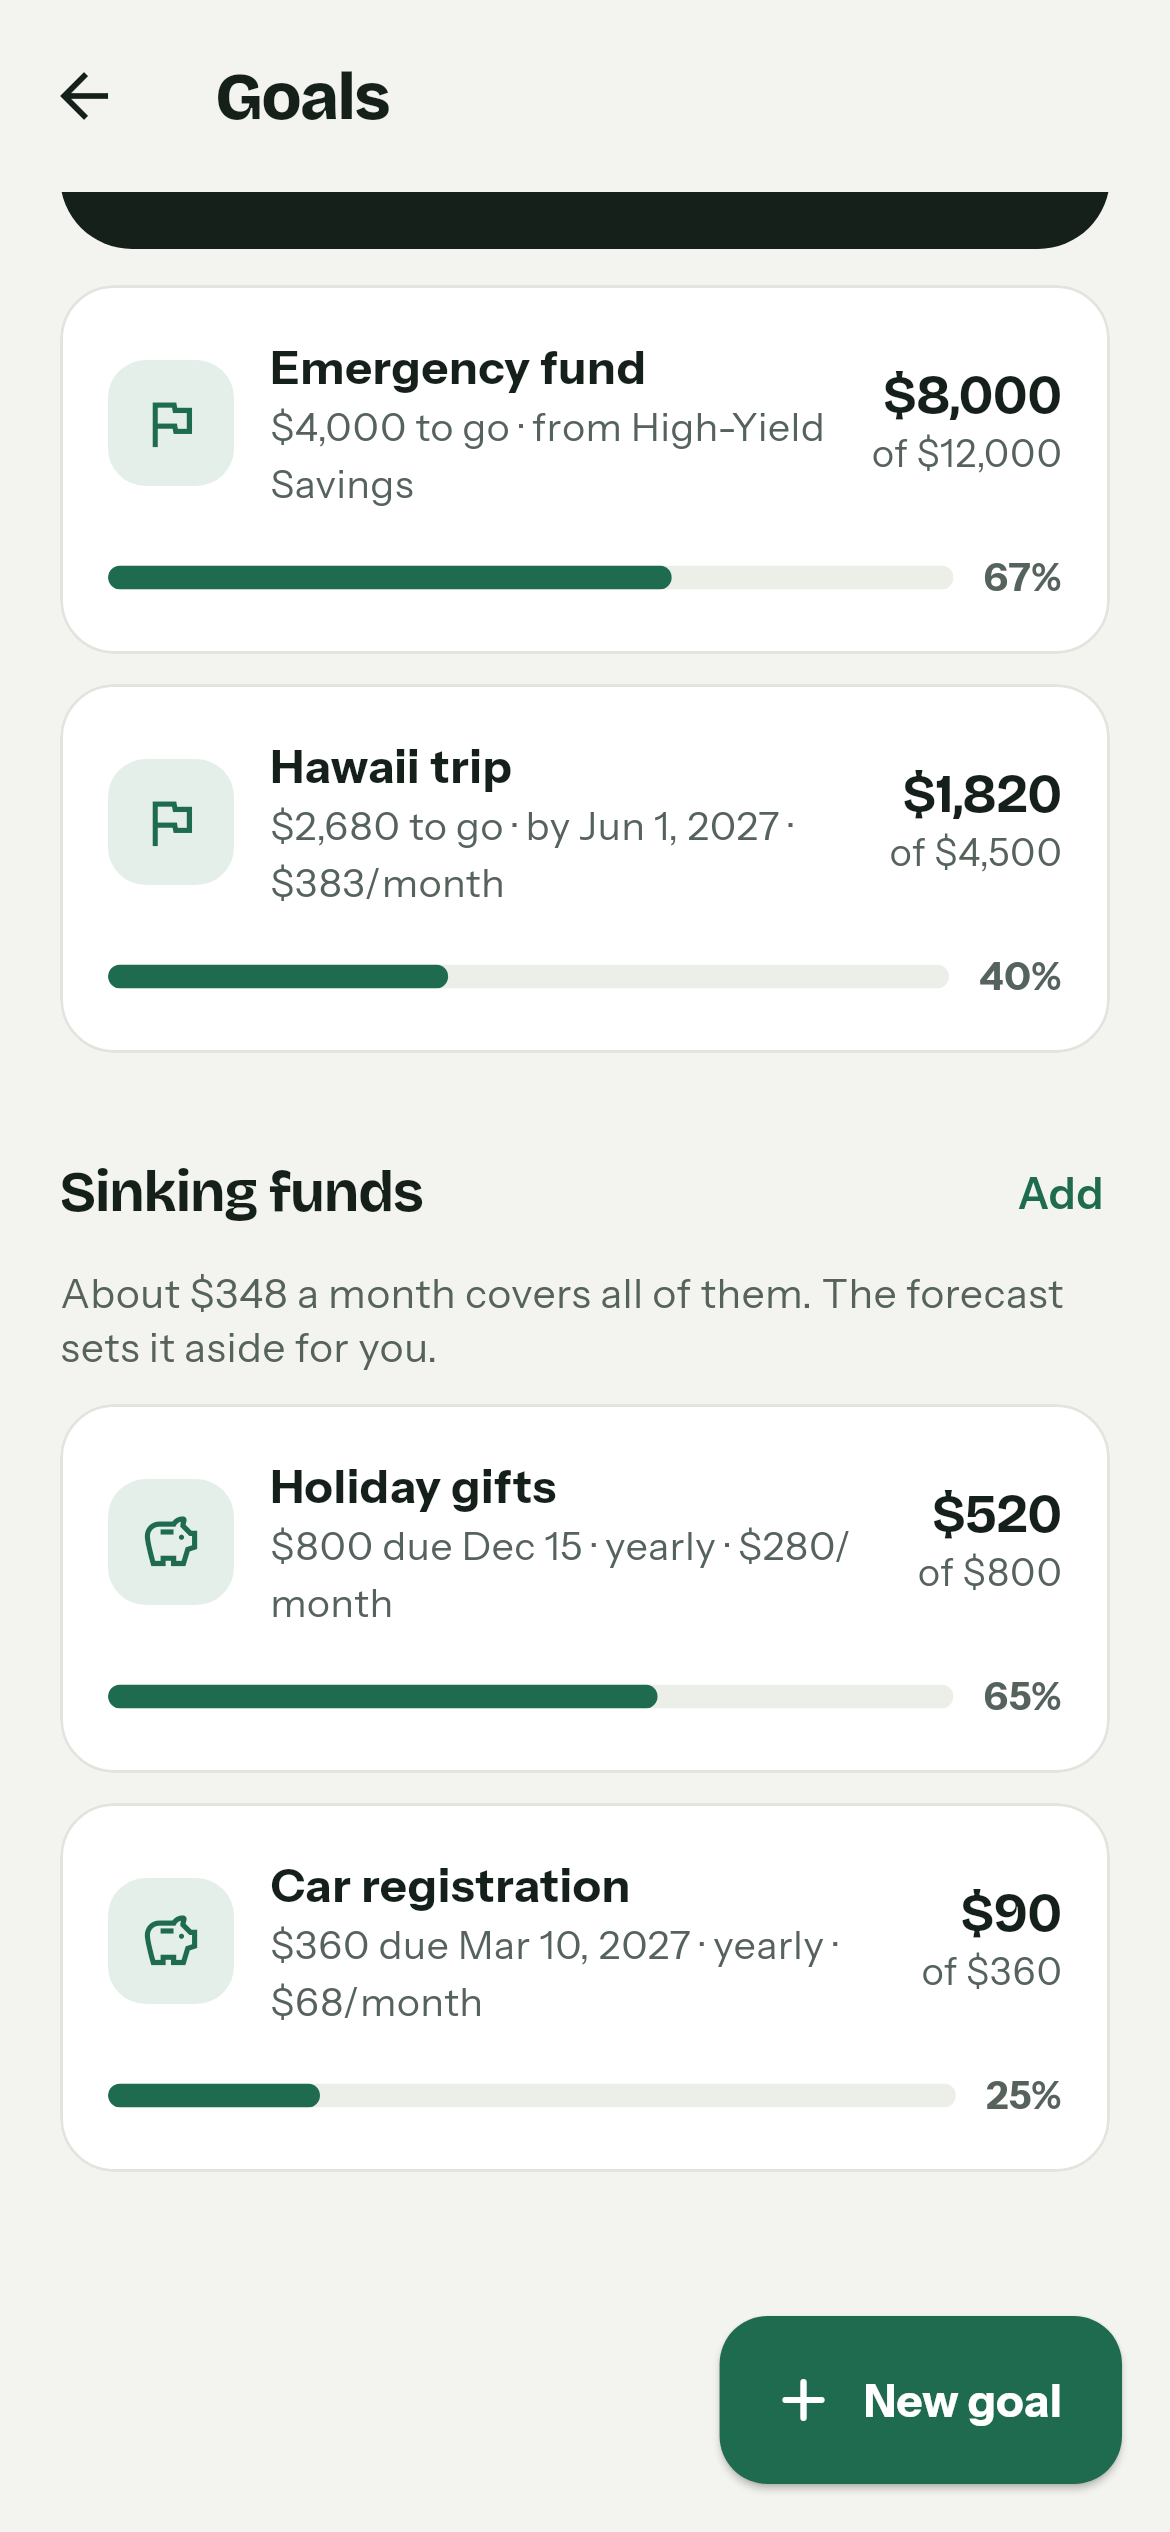 Goals
Emergency fund
$4,000 to go · from High-Yield
Savings
$8,000
of $12,000
67%
Hawaii trip
$2,680 to go · by Jun 1, 2027 ·
$383/month
$1,820
of $4,500
40%
Sinking funds
Add
About $348 a month covers all of them. The forecast
sets it aside for you.
Holiday gifts
$800 due Dec 15 · yearly · $280/
month
$520
of $800
65%
Car registration
$360 due Mar 10, 2027 · yearly ·
$68/month
$90
of $360
25%
New goal